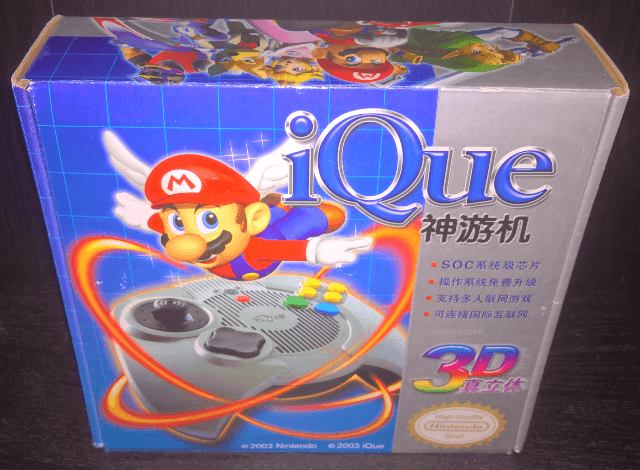 iQue
神游机
SOC系统级芯片
操作系统免费升级
支持多人联网游戏
可连接国际互联网
3D
真立体
High Quality
Nintendo
Seal
© 2003 Nintendo © 2003 iQue
iQue
M
M